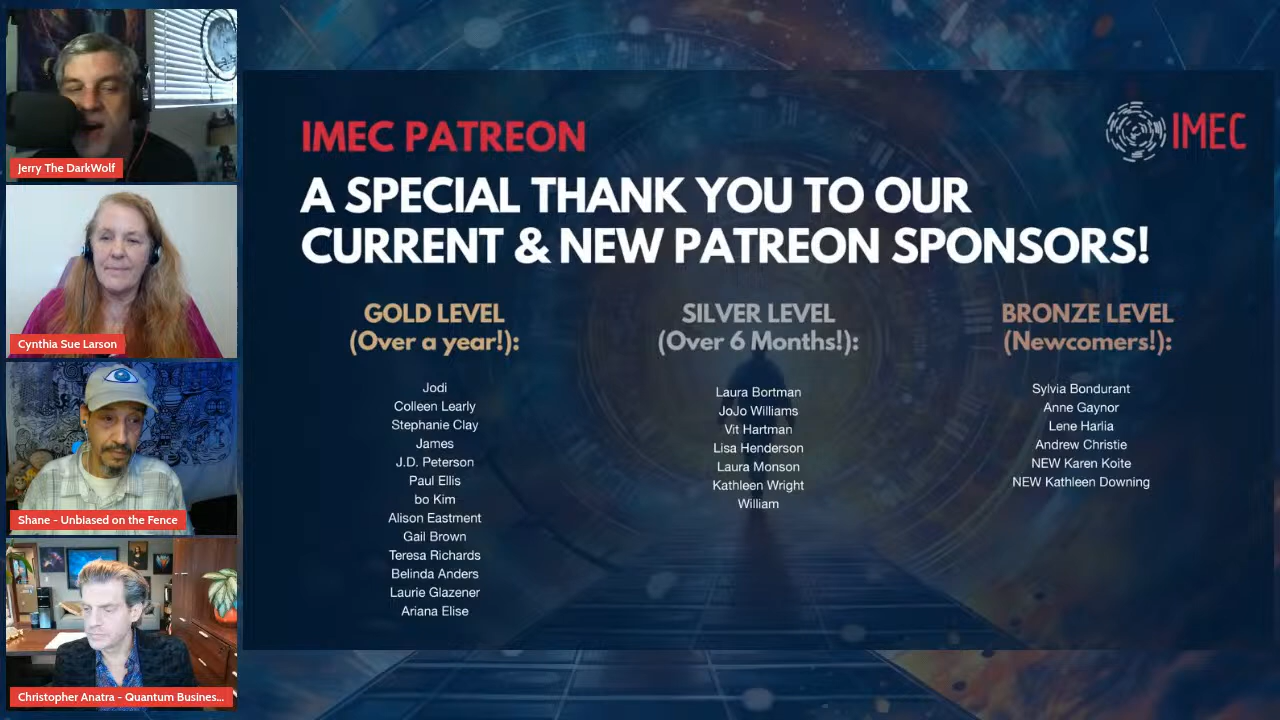 Jerry The DarkWolf
Cynthia Sue Larson
Shane - Unbiased on the Fence
Christopher Anatra - Quantum Busines...
IMEC PATREON
IMEC
A SPECIAL THANK YOU TO OUR
CURRENT & NEW PATREON SPONSORS!
GOLD LEVEL
(Over a year!):
Jodi
Colleen Learly
Stephanie Clay
James
J.D. Peterson
Paul Ellis
bo Kim
Alison Eastment
Gail Brown
Teresa Richards
Belinda Anders
Laurie Glazener
Ariana Elise
SILVER LEVEL
(Over 6 Months!):
Laura Bortman
JoJo Williams
Vit Hartman
Lisa Henderson
Laura Monson
Kathleen Wright
William
BRONZE LEVEL
(Newcomers!):
Sylvia Bondurant
Anne Gaynor
Lene Harlia
Andrew Christie
NEW Karen Koite
NEW Kathleen Downing